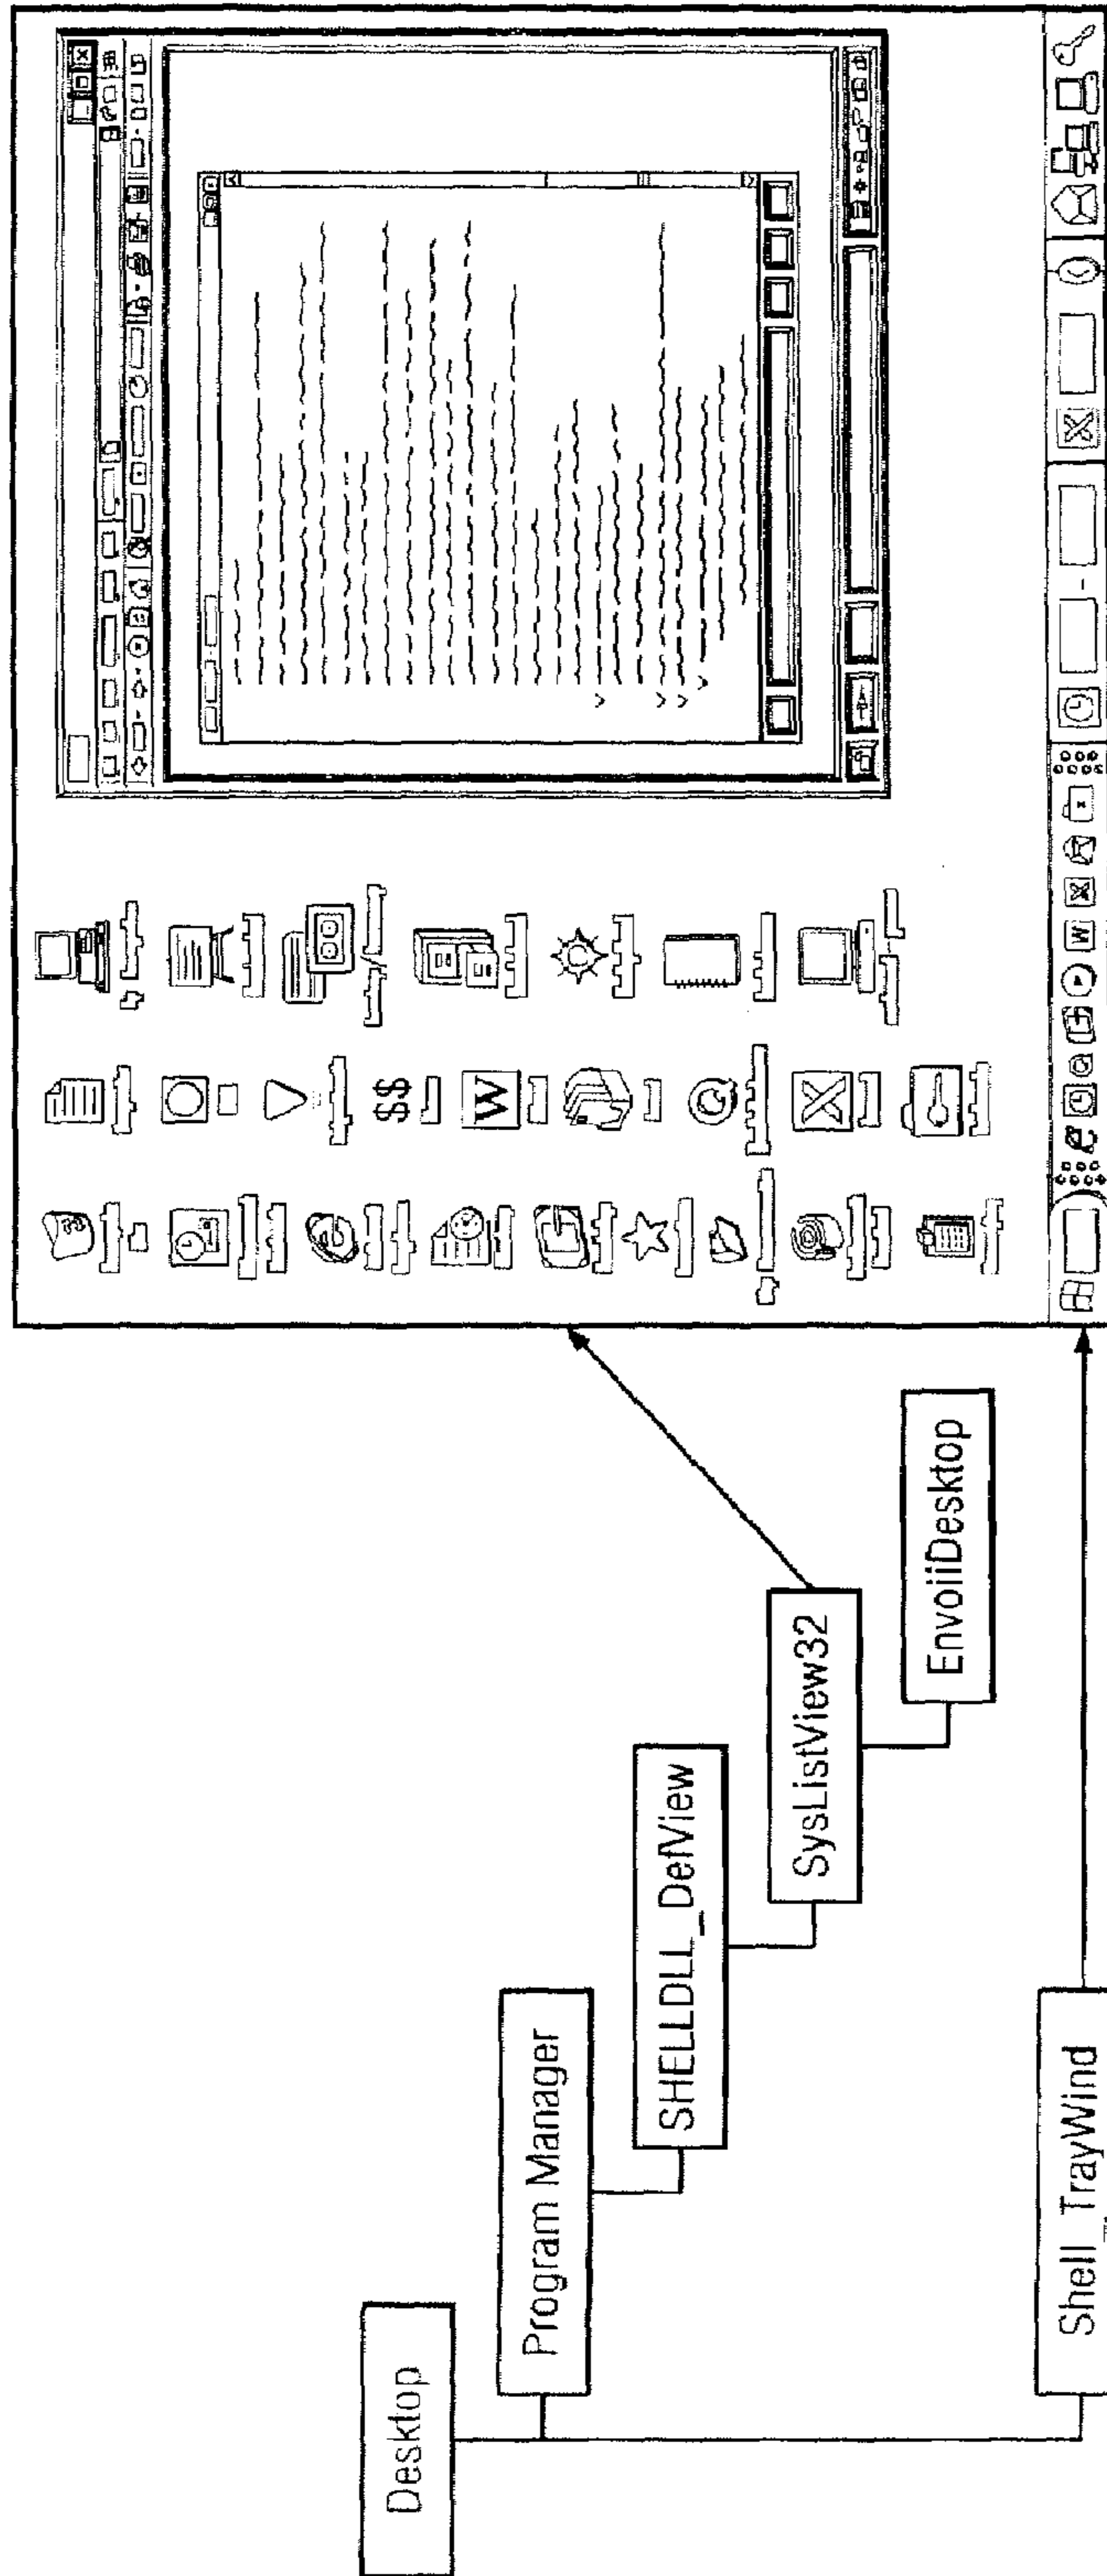 Desktop
Program Manager
SHELLDLL_DefView
SysListView32
EnvoiiDesktop
Shell_TrayWind
$$
W
Q
X
W
X
X